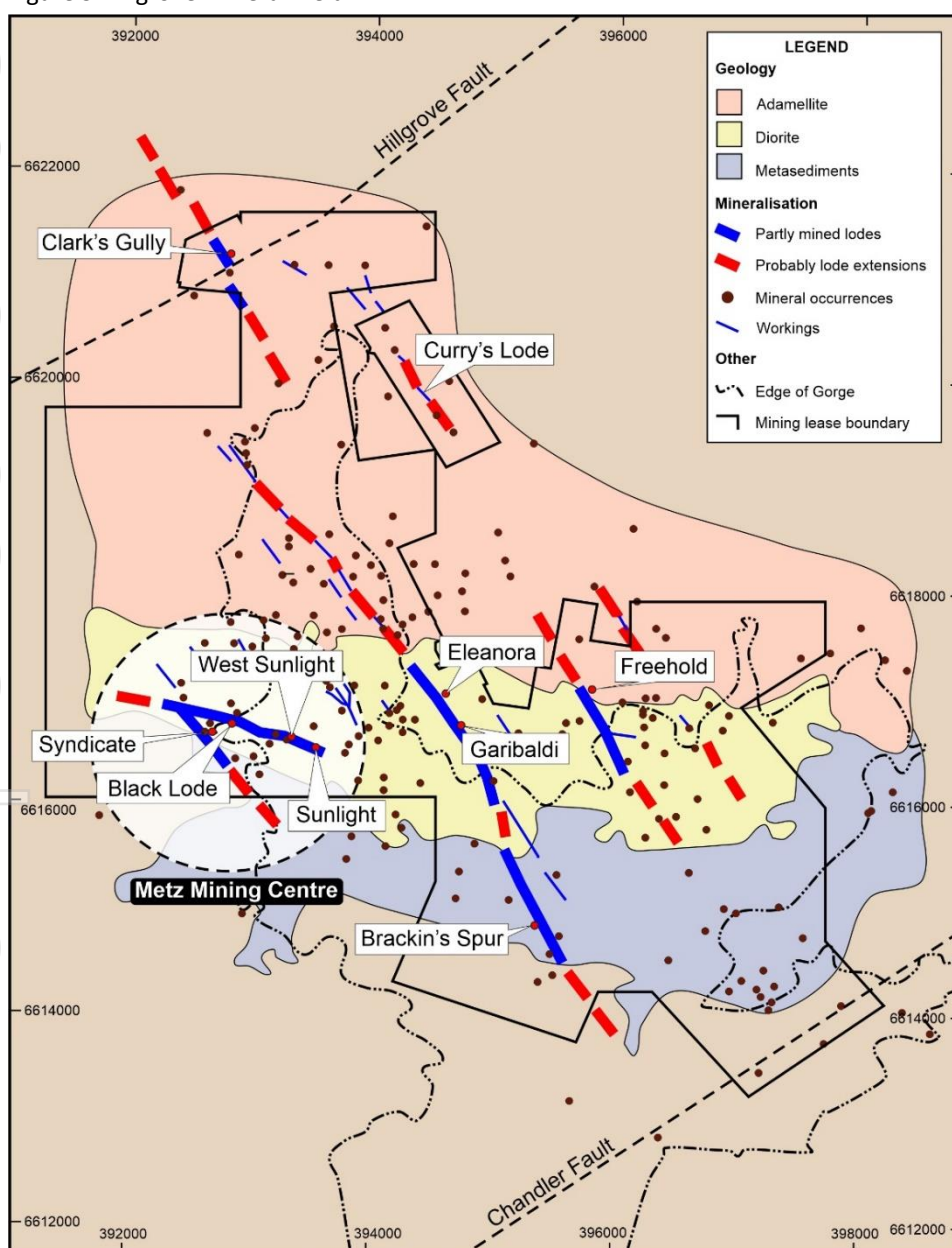 392000
394000
396000
LEGEND
Geology
Adamellite
Diorite
Metasediments
Mineralisation
Partly mined lodes
Probably lode extensions
Mineral occurrences
Workings
Other
Edge of Gorge
Mining lease boundary
Hillgrove Fault
6622000
Clark's Gully
Curry's Lode
6620000
6618000
6618000
Eleanora
West Sunlight
Freehold
Syndicate
Garibaldi
Black Lode
Sunlight
6616000
6616000
Metz Mining Centre
Brackin's Spur
6614000
6614000
Chandler Fault
6612000
6612000
392000
394000
396000
398000